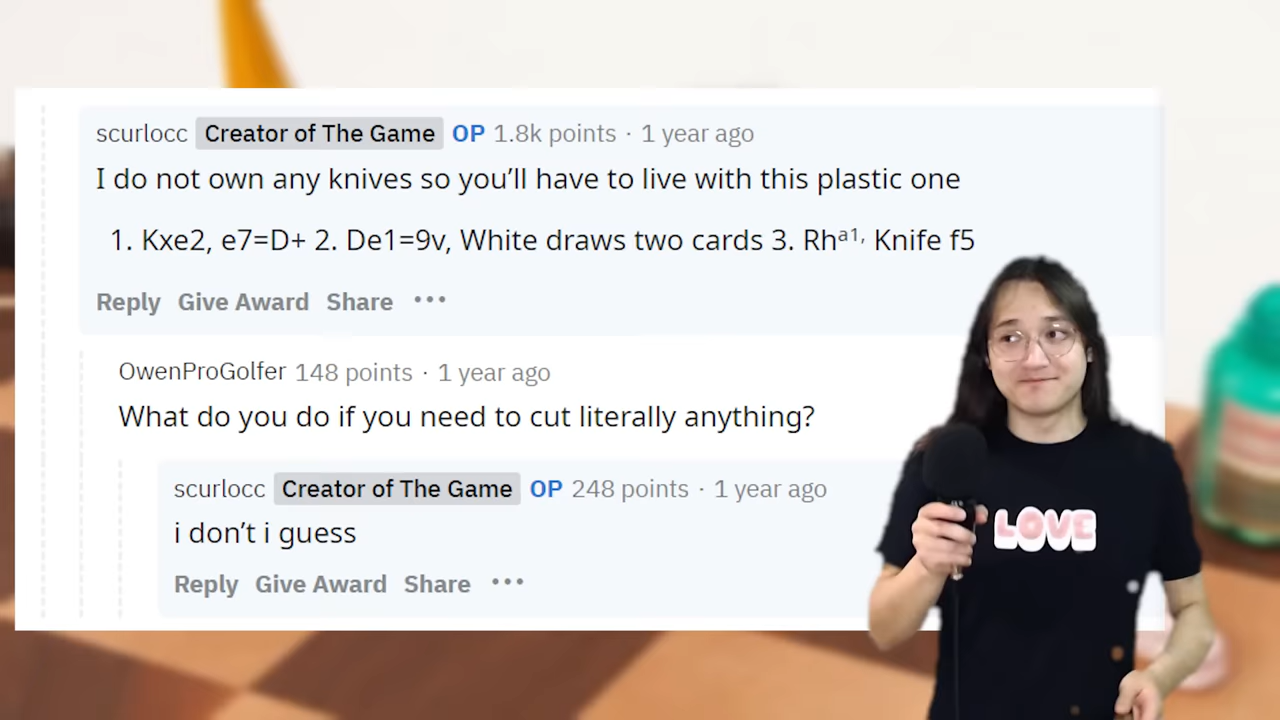 scurlocc Creator of The Game OP 1.8k points · 1 year ago
I do not own any knives so you’ll have to live with this plastic one
1. Kxe2, e7=D+ 2. De1=9v, White draws two cards 3. Rhᵃ¹˒ Knife f5
Reply Give Award Share •••
OwenProGolfer 148 points · 1 year ago
What do you do if you need to cut literally anything?
scurlocc Creator of The Game OP 248 points · 1 year ago
i don’t i guess
Reply Give Award Share •••
LOVE